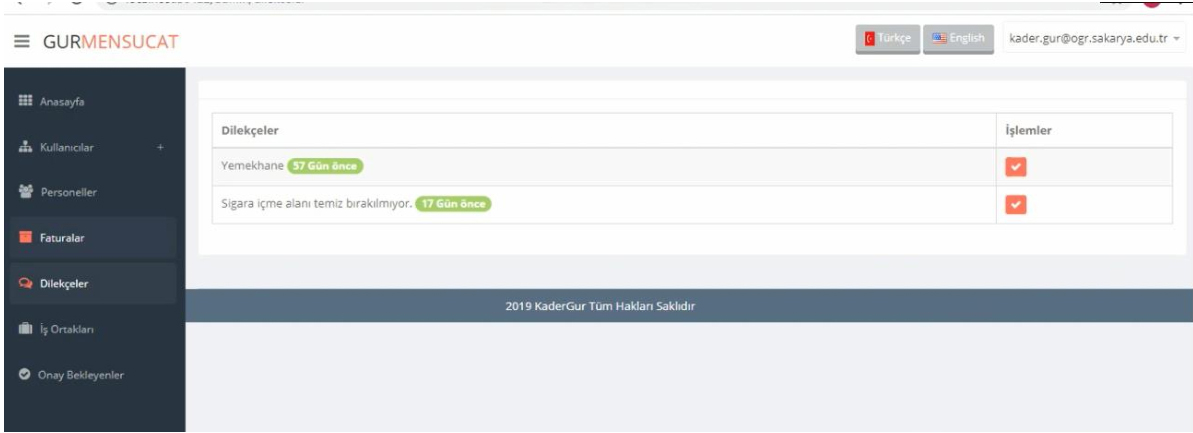 GURMENSUCAT
Türkçe
English
kader.gur@ogr.sakarya.edu.tr
Anasayfa
Kullanıcılar +
Personeller
Faturalar
Dilekçeler
İş Ortakları
Onay Bekleyenler
Dilekçeler İşlemler
Yemekhane 57 Gün önce
Sigara içme alanı temiz bırakılmıyor. 17 Gün önce
2019 KaderGur Tüm Hakları Saklıdır